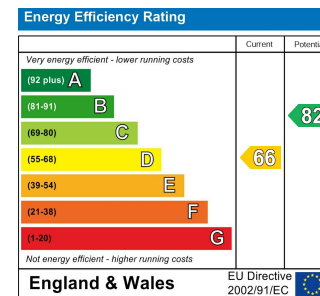 Energy Efficiency Rating
Current Potenti
Very energy efficient - lower running costs
(92 plus) A
(81-91) B
(69-80) C
(55-68) D
(39-54) E
(21-38) F
(1-20) G
66
82
Not energy efficient - higher running costs
England & Wales
EU Directive
2002/91/EC